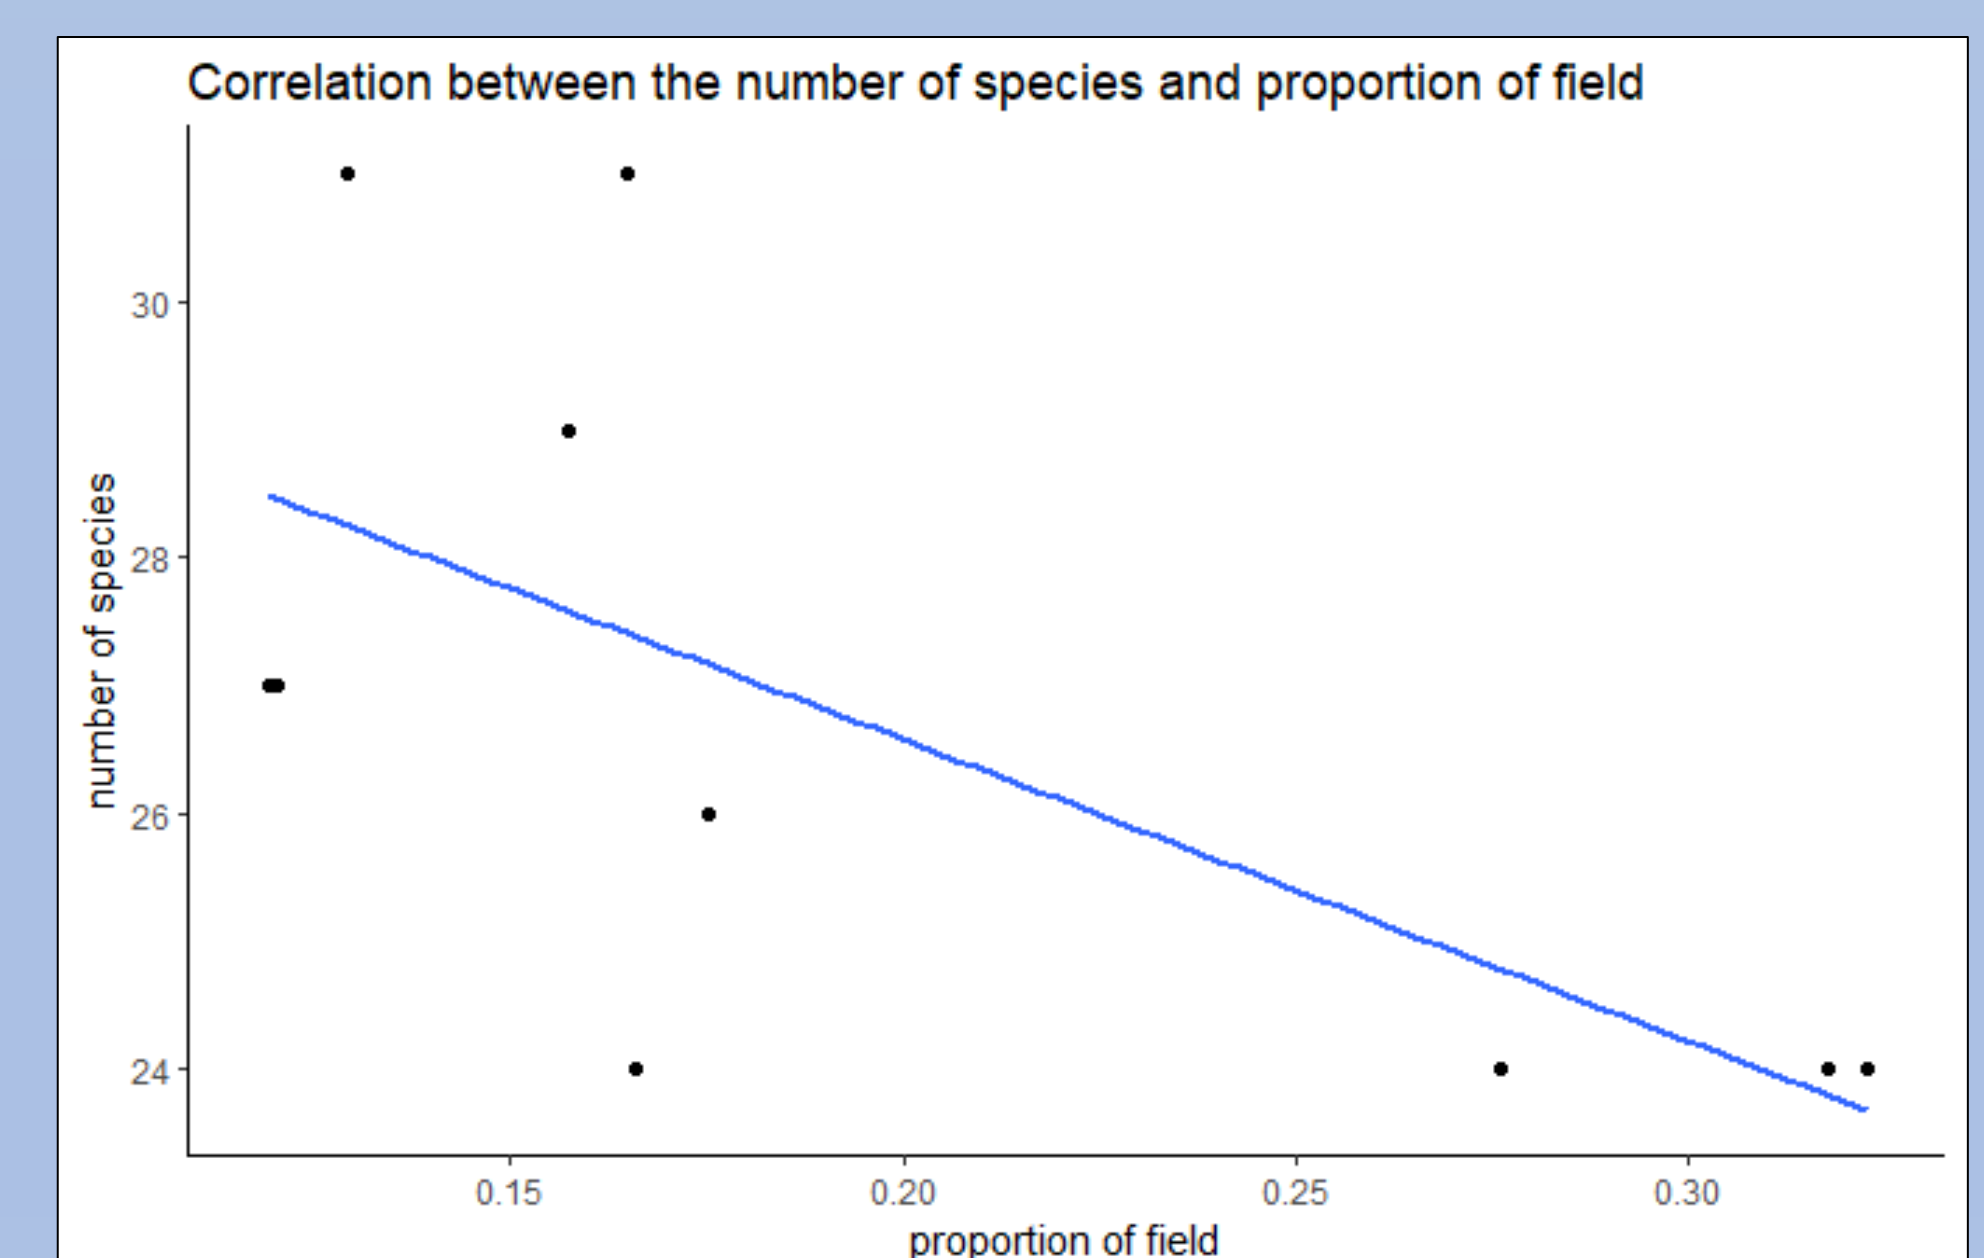 Correlation between the number of species and proportion of field
30
28
26
24
number of species
0.15 0.20 0.25 0.30
proportion of field